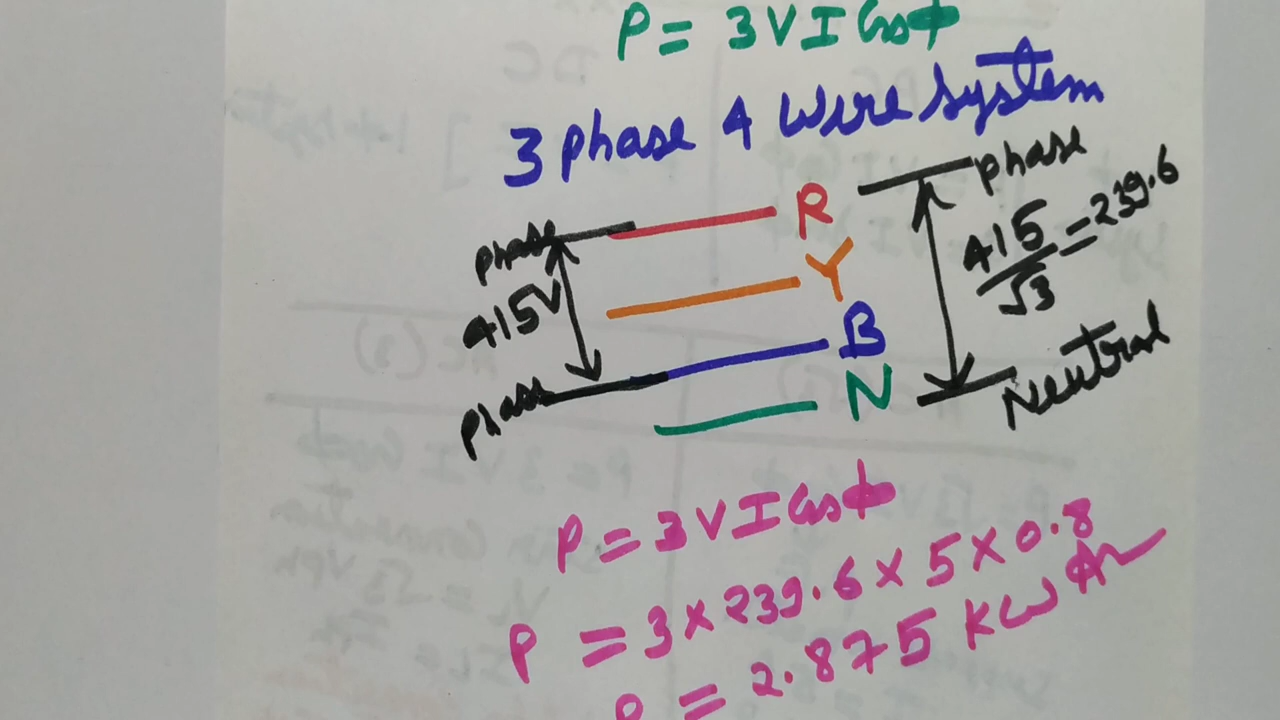 P = 3VI Cosφ
3 phase 4 wire system
phase
R
phase
415/√3 = 239.6
Y
415V
B
phase
N
Neutral
P = 3VI Cosφ
P = 3 × 239.6 × 5 × 0.8
P = 2.875 KW